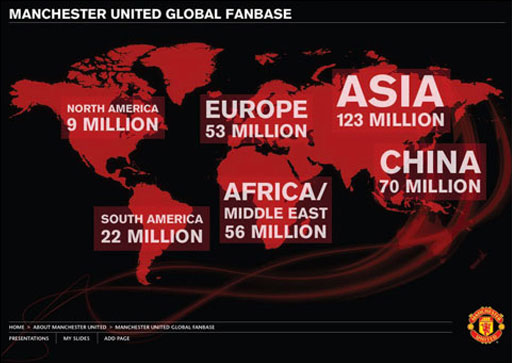 MANCHESTER UNITED GLOBAL FANBASE
NORTH AMERICA
9 MILLION
EUROPE
53 MILLION
ASIA
123 MILLION
CHINA
70 MILLION
AFRICA/
MIDDLE EAST
56 MILLION
SOUTH AMERICA
22 MILLION
HOME > ABOUT MANCHESTER UNITED > MANCHESTER UNITED GLOBAL FANBASE
PRESENTATIONS | MY SLIDES | ADD PAGE
MANCHESTER
UNITED